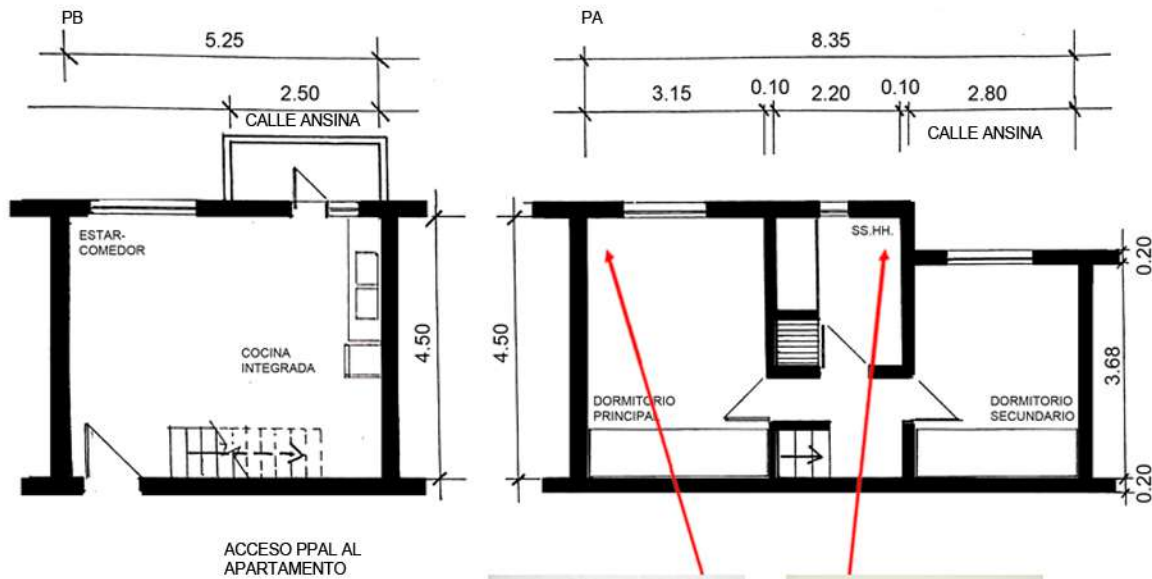 PB
5.25
2.50
CALLE ANSINA
ESTAR-
COMEDOR
COCINA
INTEGRADA
4.50
ACCESO PPAL AL
APARTAMENTO
PA
8.35
3.15
0.10
2.20
0.10
2.80
CALLE ANSINA
4.50
SS.HH.
DORMITORIO
PRINCIPAL
DORMITORIO
SECUNDARIO
0.20
3.68
0.20